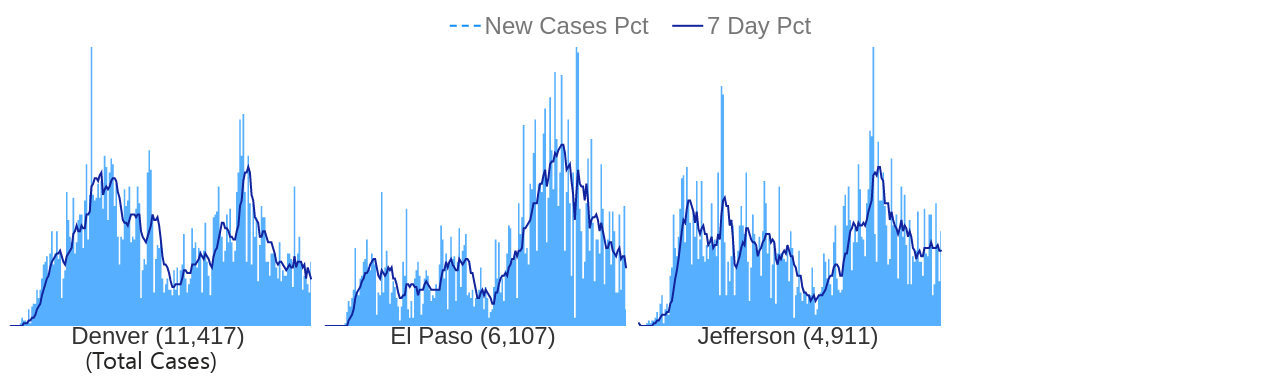 New Cases Pct 7 Day Pct
Denver (11,417) El Paso (6,107) Jefferson (4,911)
(Total Cases)